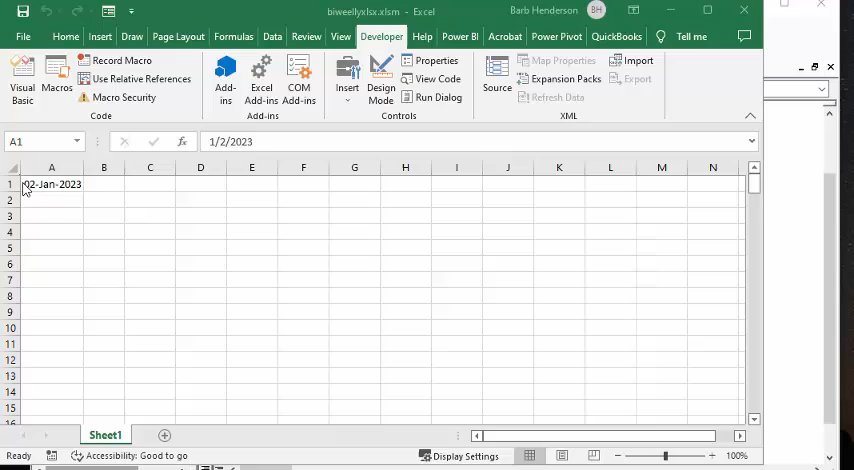 biweellyxlsx.xlsm - Excel
Barb Henderson
BH
File Home Insert Draw Page Layout Formulas Data Review View Developer Help Power BI Acrobat Power Pivot QuickBooks Tell me
Visual Basic
Macros
Record Macro
Use Relative References
Macro Security
Code
Add-ins
Excel Add-ins
COM Add-ins
Add-ins
Insert
Design Mode
Properties
View Code
Run Dialog
Controls
Source
Map Properties
Expansion Packs
Refresh Data
Import
Export
XML
A1
fx
1/2/2023
A B C D E F G H I J K L M N
1 02-Jan-2023
2
3
4
5
6
7
8
9
10
11
12
13
14
15
16
Sheet1
Ready
Accessibility: Good to go
Display Settings
100%